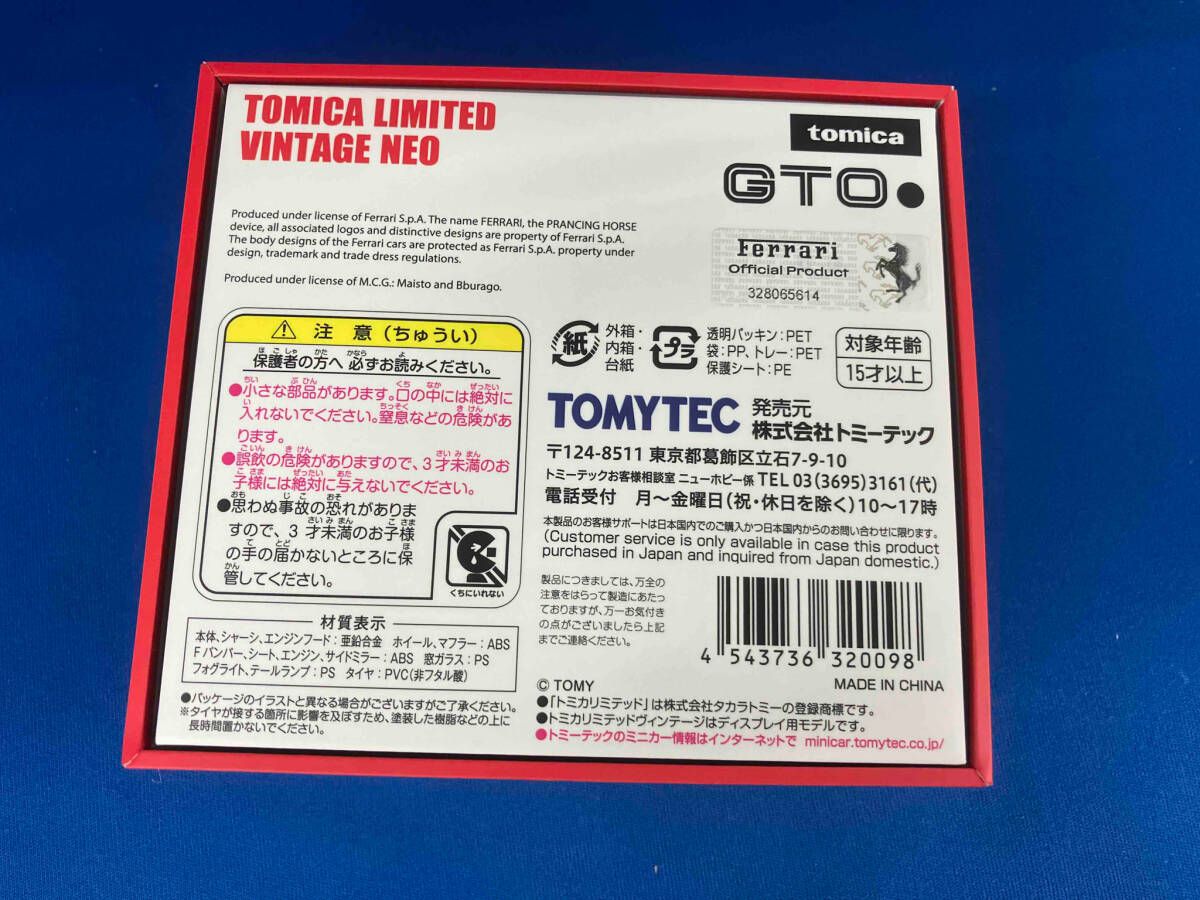 TOMICA LIMITED
VINTAGE NEO
tomica
GTO
Produced under license of Ferrari S.p.A. The name FERRARI, the PRANCING HORSE
device, all associated logos and distinctive designs are property of Ferrari S.p.A.
The body designs of the Ferrari cars are protected as Ferrari S.p.A. property under
design, trademark and trade dress regulations.
Produced under license of M.C.G.: Maisto and Bburago.
Ferrari
Official Product
328065614
注 意(ちゅうい)
保護者の方へ 必ずお読みください。
●小さな部品があります。口の中には絶対に
入れないでください。窒息などの危険があ
ります。
●誤飲の危険がありますので、3才未満のお
子様には絶対に与えないでください。
●思わぬ事故の恐れがありま
すので、3 才未満のお子様
の手の届かないところに保
管してください。
くちにいれない
材質表示
本体、シャーシ、エンジンフード:亜鉛合金 ホイール、マフラー:ABS
F バンパー、シート、エンジン、サイドミラー:ABS 窓ガラス:PS
フォグライト、テールランプ:PS タイヤ:PVC(非フタル酸)
●パッケージのイラストと異なる場合がございますがご了承ください。
※タイヤが接する箇所に影響を及ぼすため、塗装した樹脂などの上に
長時間置かないでください。
紙
外箱・
内箱・
台紙
プラ
透明パッキン:PET
袋:PP、トレー:PET
保護シート:PE
対象年齢
15才以上
TOMYTEC
発売元
株式会社トミーテック
〒124-8511 東京都葛飾区立石7-9-10
トミーテックお客様相談室 ニューホビー係 TEL 03(3695)3161(代)
電話受付 月～金曜日(祝・休日を除く)10～17時
本製品のお客様サポートは日本国内でのご購入かつ日本国内からのお問い合わせに限ります。
(Customer service is only available in case this product
purchased in Japan and inquired from Japan domestic.)
製品につきましては、万全の
注意をはらって製造にあたっ
ておりますが、万一お気付き
の点がございましたら上記
までご連絡ください。
4 543736 320098
© TOMY
MADE IN CHINA
●「トミカリミテッド」は株式会社タカラトミーの登録商標です。
●トミカリミテッドヴィンテージはディスプレイ用モデルです。
●トミーテックのミニカー情報はインターネットで minicar.tomytec.co.jp/